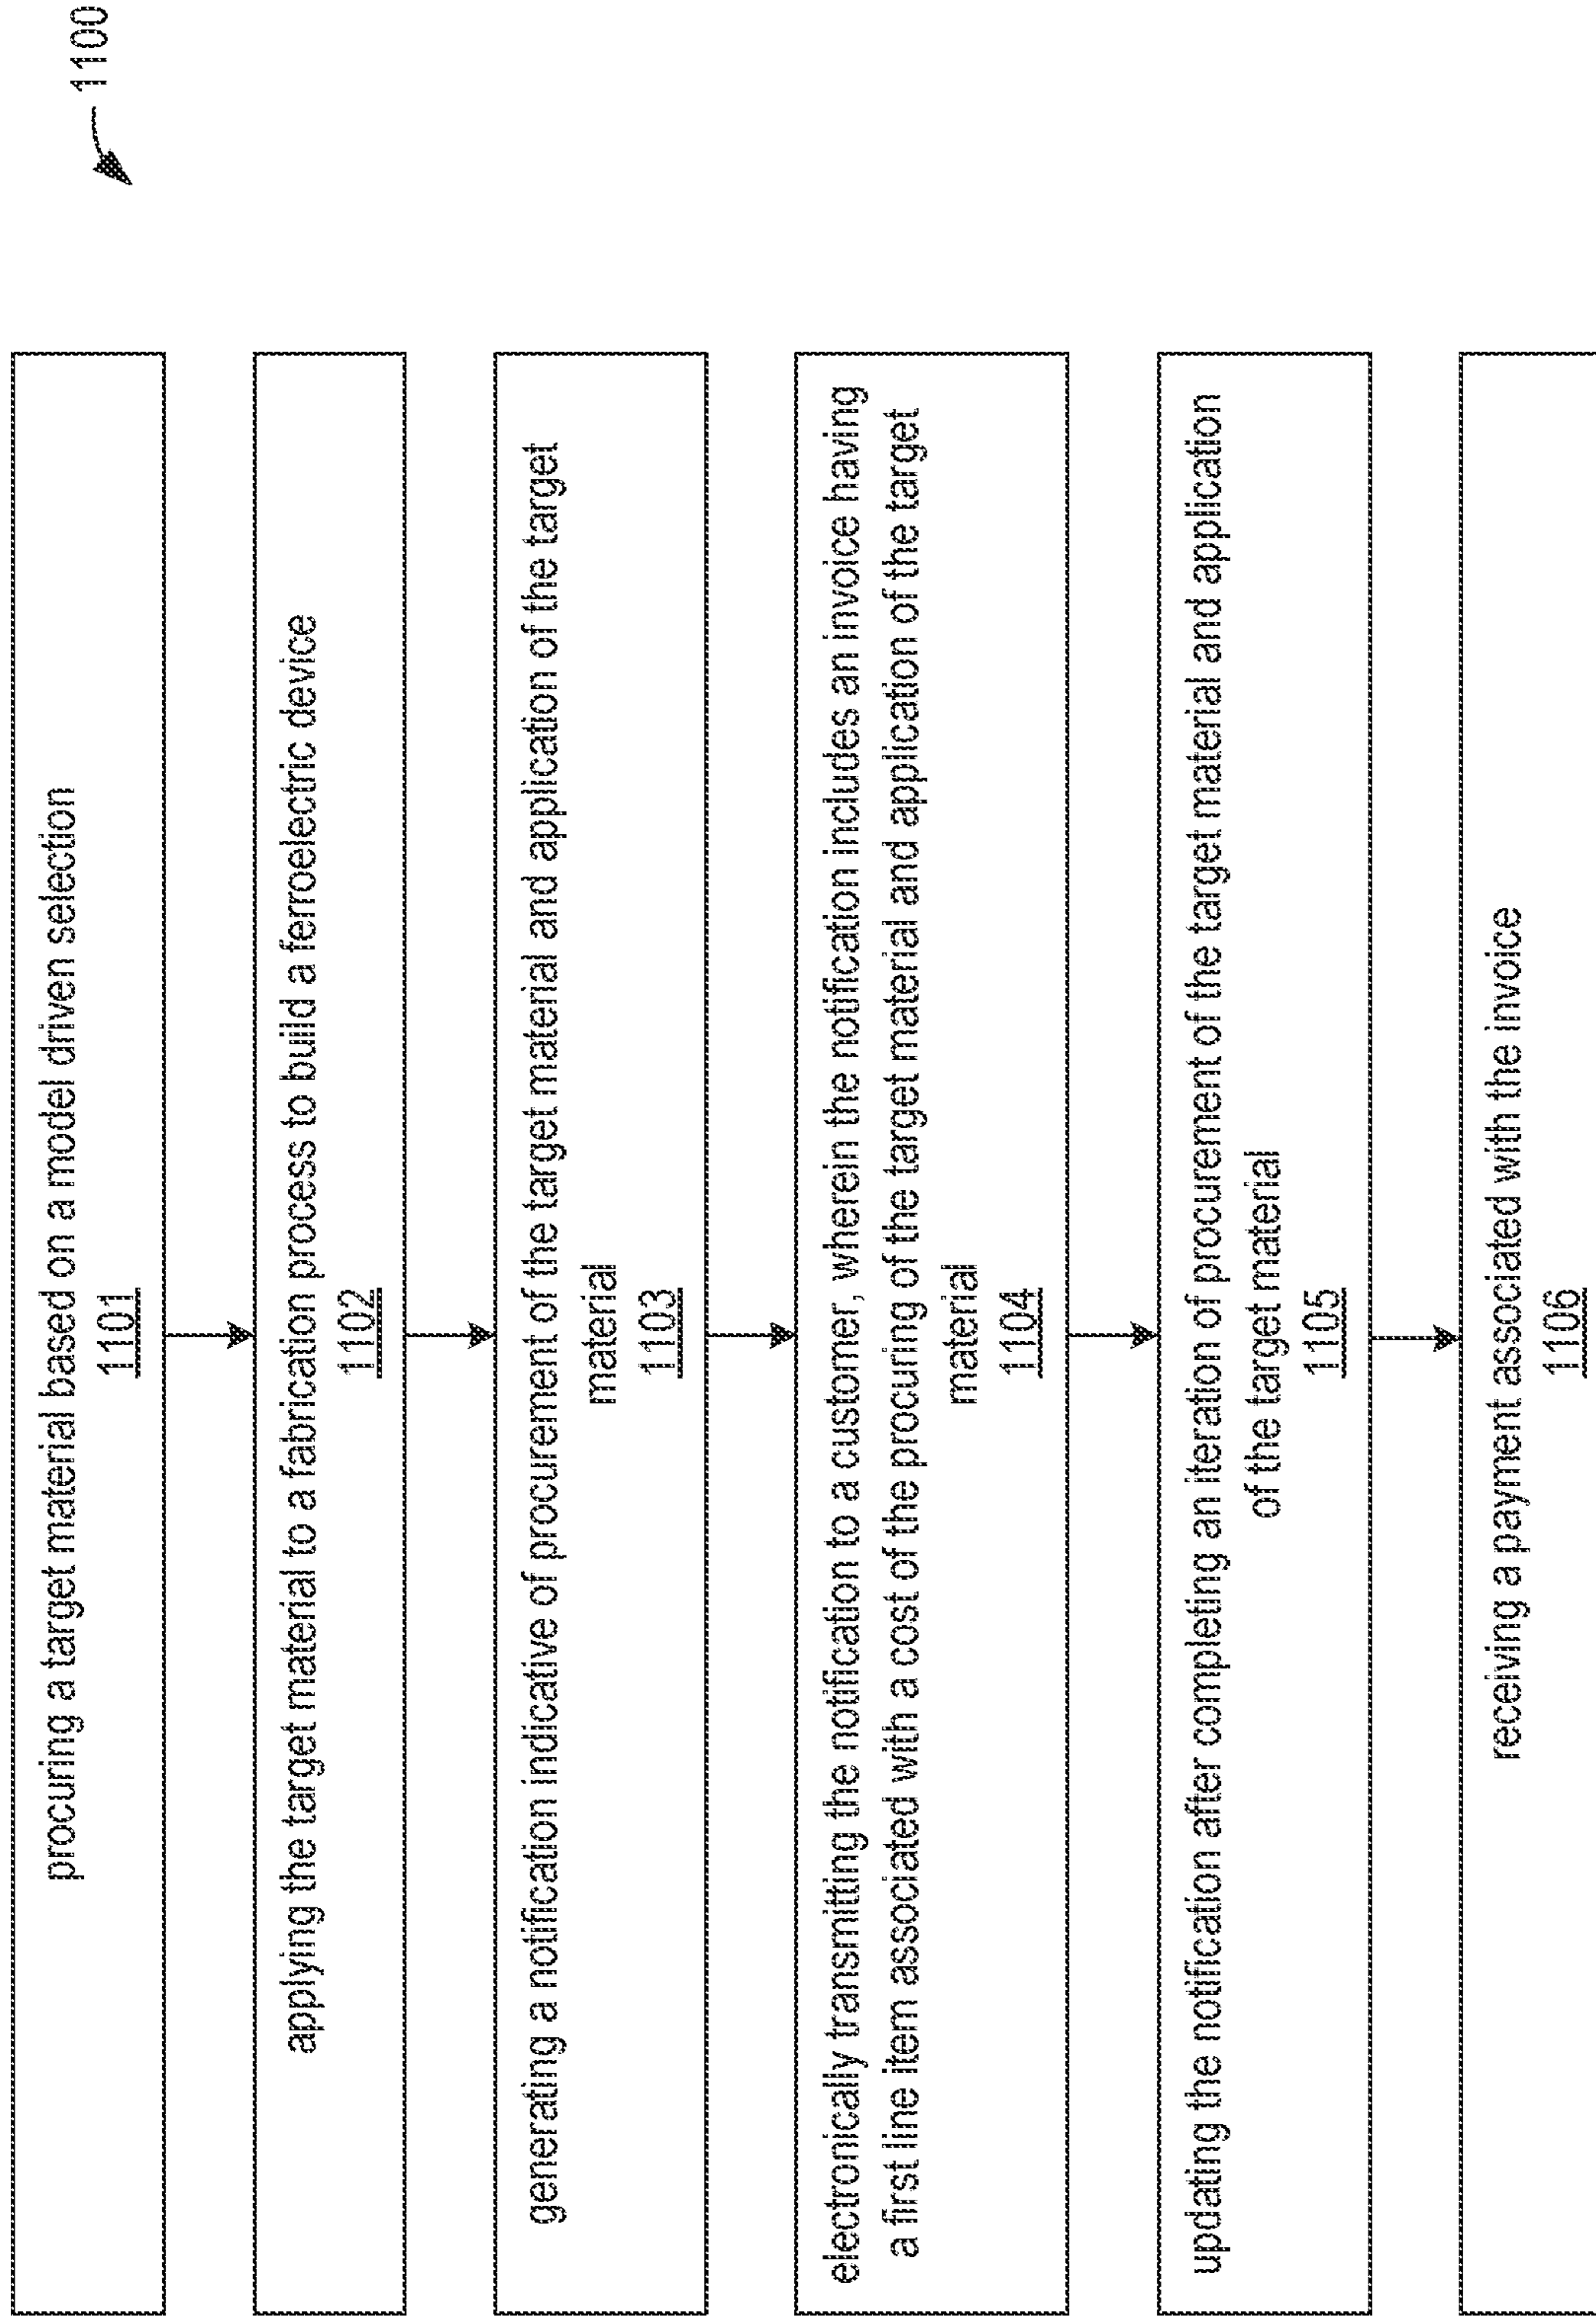 1100
procuring a target material based on a model driven selection
1101
applying the target material to a fabrication process to build a ferroelectric device
1102
generating a notification indicative of procurement of the target material and application of the target
material
1103
electronically transmitting the notification to a customer, wherein the notification includes an invoice having
a first line item associated with a cost of the procuring of the target material and application of the target
material
1104
updating the notification after completing an iteration of procurement of the target material and application
of the target material
1105
receiving a payment associated with the invoice
1106